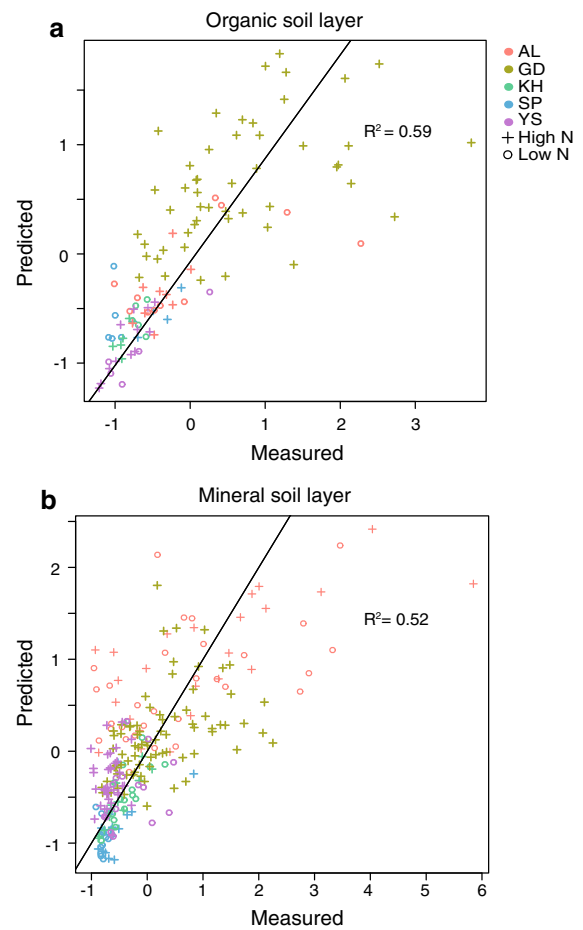 a
Organic soil layer
AL
GD
KH
SP
YS
High N
Low N
R² = 0.59
1
0
-1
Predicted
-1 0 1 2 3
Measured
b
Mineral soil layer
R² = 0.52
2
1
0
-1
Predicted
-1 0 1 2 3 4 5 6
Measured